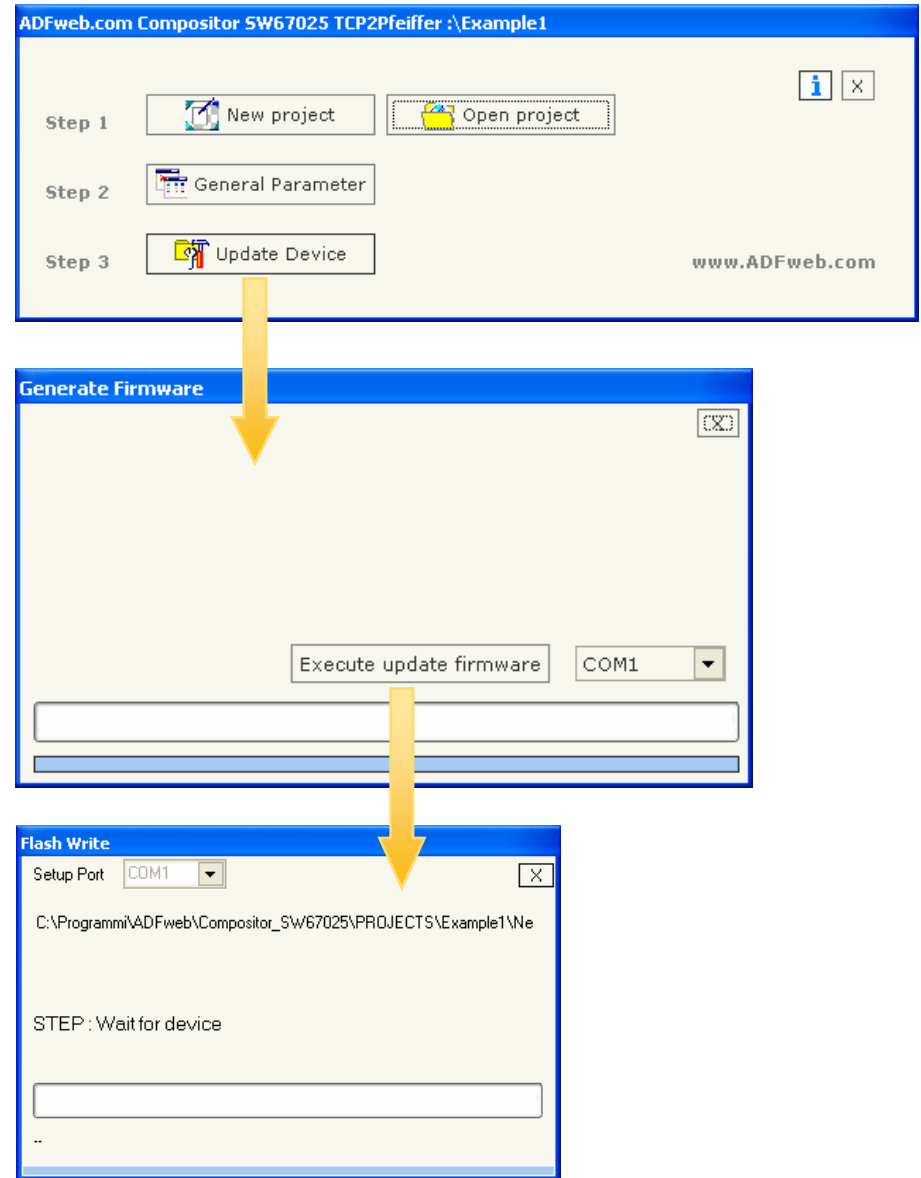 ADFweb.com Compositor SW67025 TCP2Pfeiffer :\Example1
i X
Step 1 New project Open project
Step 2 General Parameter
Step 3 Update Device www.ADFweb.com
Generate Firmware
X
Execute update firmware COM1
Flash Write
Setup Port COM1 X
C:\Programmi\ADFweb\Compositor_SW67025\PROJECTS\Example1\Ne
STEP : Wait for device
--